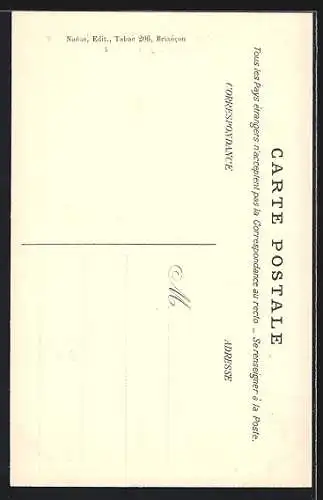 CARTE POSTALE
Tous les Pays étrangers n'acceptent pas la Correspondance au recto _ Se renseigner à la Poste.
CORRESPONDANCE
ADRESSE
M
Edit., Tabac 206, Briançon